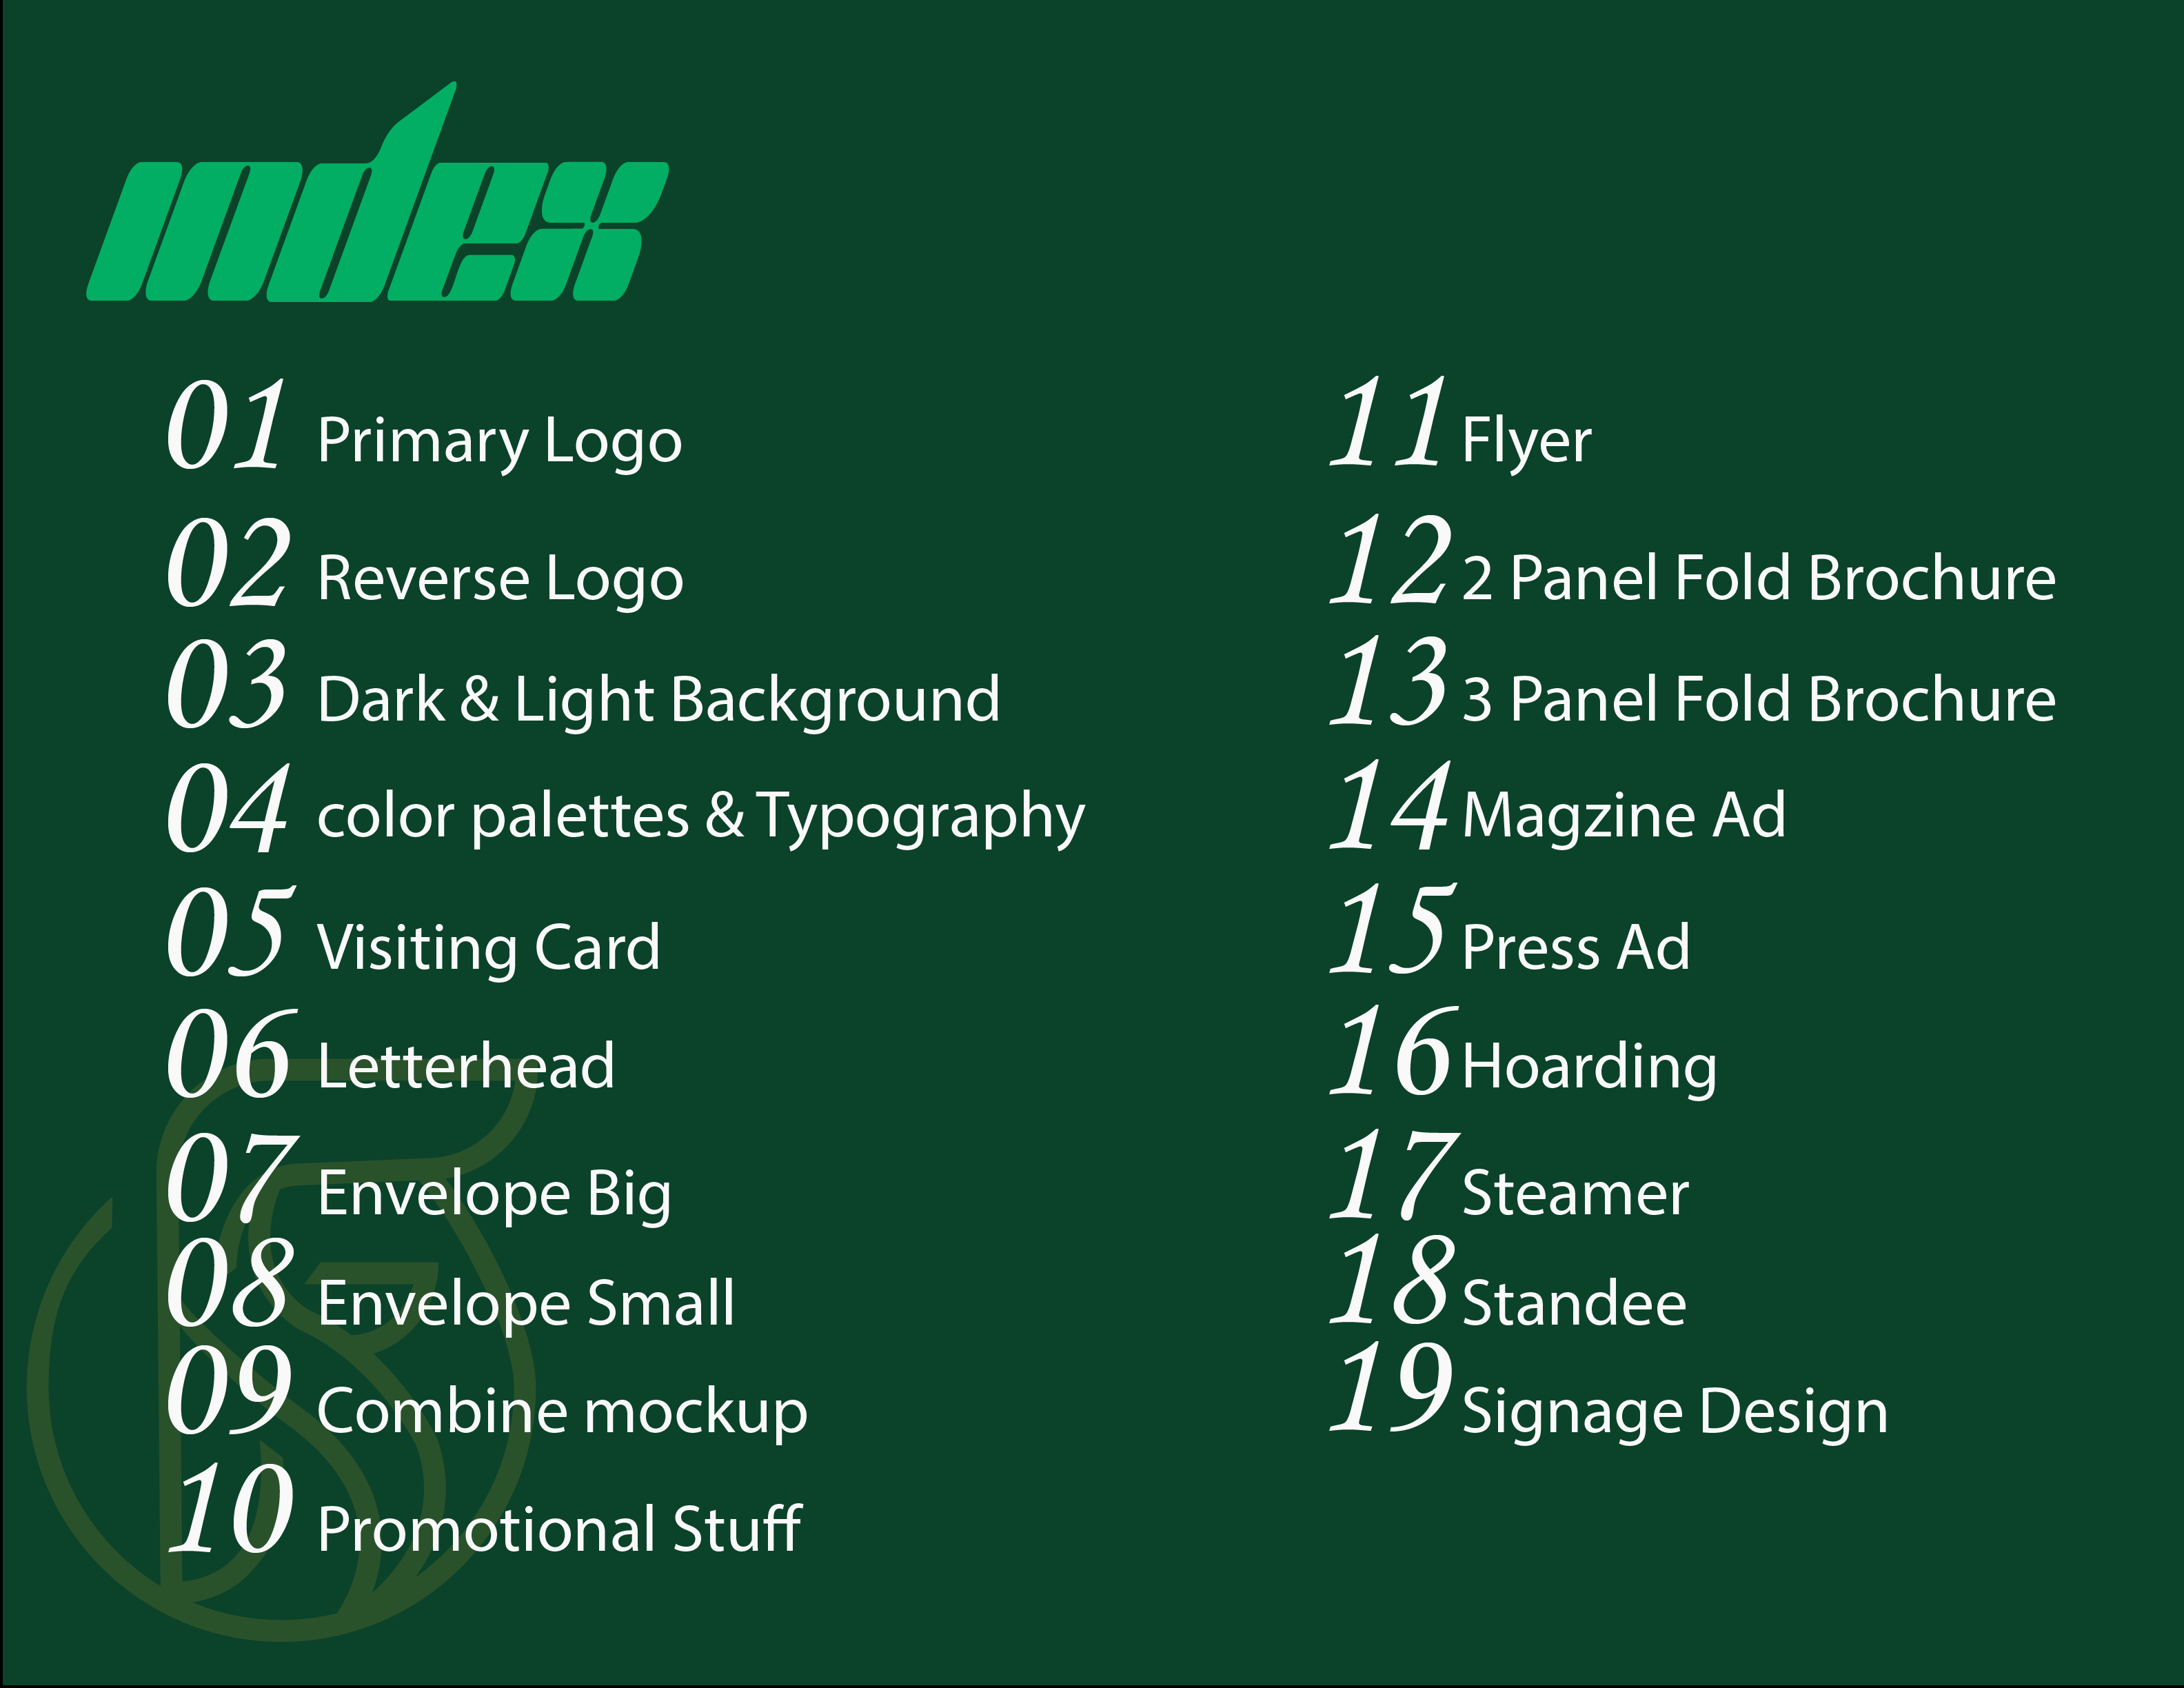 index
01 Primary Logo
02 Reverse Logo
03 Dark & Light Background
04 color palettes & Typography
05 Visiting Card
06 Letterhead
07 Envelope Big
08 Envelope Small
09 Combine mockup
10 Promotional Stuff
11 Flyer
12 2 Panel Fold Brochure
13 3 Panel Fold Brochure
14 Magzine Ad
15 Press Ad
16 Hoarding
17 Steamer
18 Standee
19 Signage Design